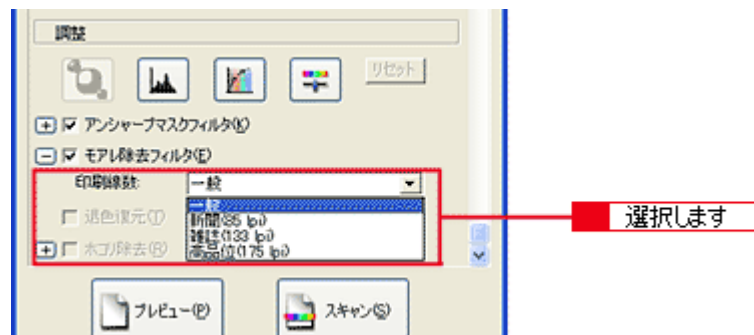 調整
リセット
アンシャープマスクフィルタ(K)
モアレ除去フィルタ(E)
印刷線数: 一般
退色復元(T)
一般
新聞(85 lpi)
雑誌(133 lpi)
高品位(175 lpi)
ホコリ除去(R)
選択します
プレビュー(P)
スキャン(S)